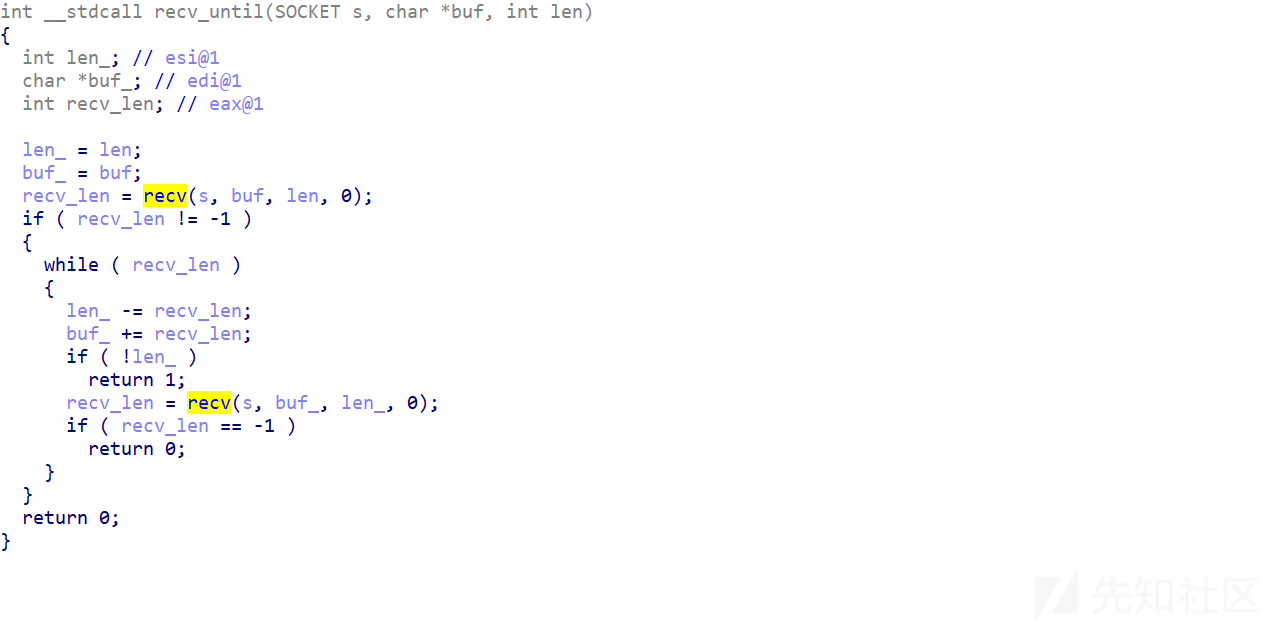 int __stdcall recv_until(SOCKET s, char *buf, int len)
{
  int len_; // esi@1
  char *buf_; // edi@1
  int recv_len; // eax@1

  len_ = len;
  buf_ = buf;
  recv_len = recv(s, buf, len, 0);
  if ( recv_len != -1 )
  {
    while ( recv_len )
    {
      len_ -= recv_len;
      buf_ += recv_len;
      if ( !len_ )
        return 1;
      recv_len = recv(s, buf_, len_, 0);
      if ( recv_len == -1 )
        return 0;
    }
  }
  return 0;
}
先知社区